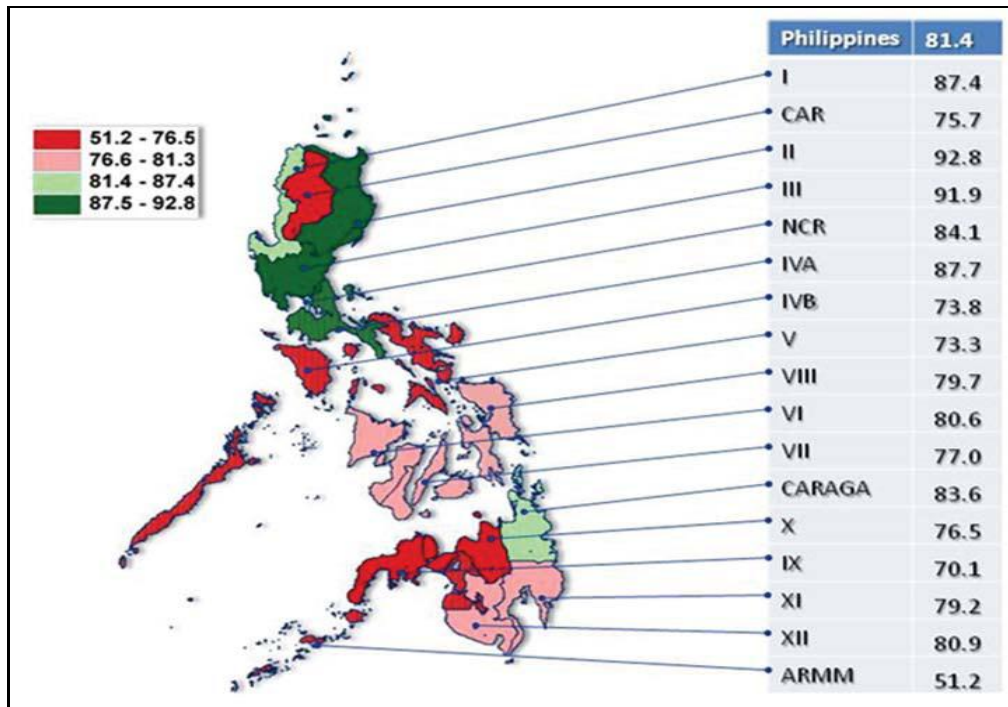 Philippines 81.4
I 87.4
CAR 75.7
II 92.8
III 91.9
NCR 84.1
IVA 87.7
IVB 73.8
V 73.3
VIII 79.7
VI 80.6
VII 77.0
CARAGA 83.6
X 76.5
IX 70.1
XI 79.2
XII 80.9
ARMM 51.2
51.2 - 76.5
76.6 - 81.3
81.4 - 87.4
87.5 - 92.8